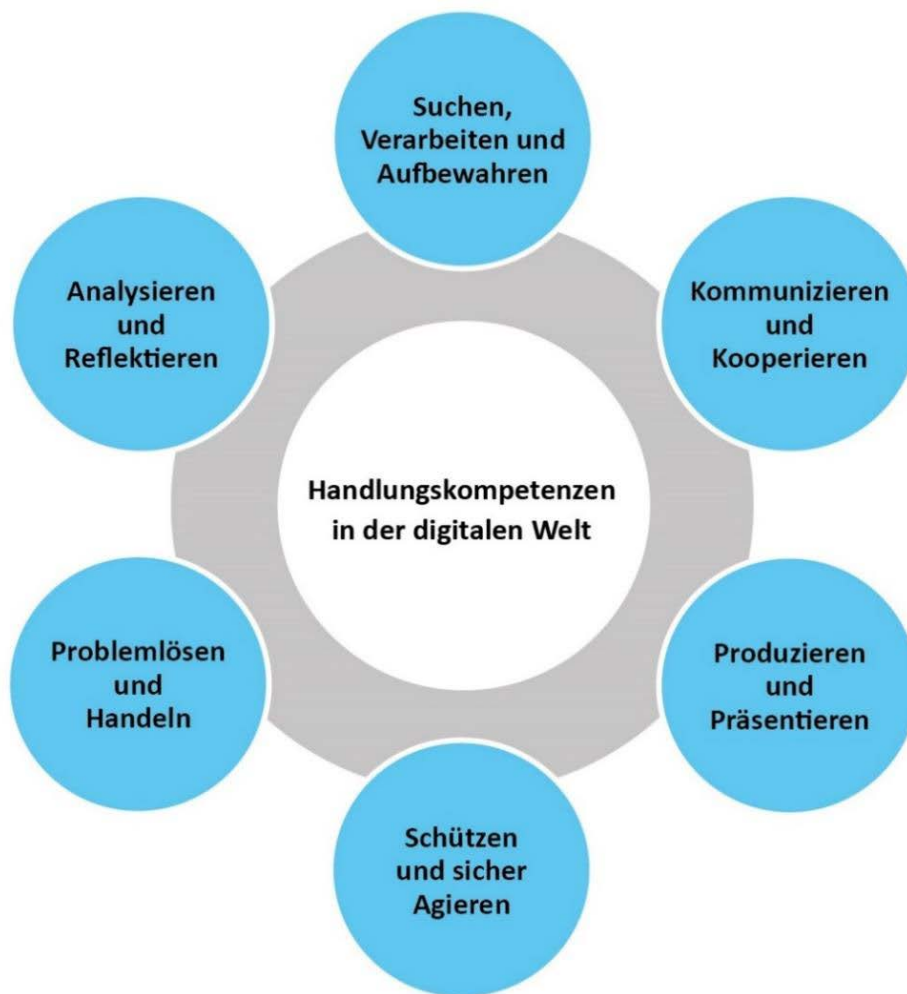 Suchen,
Verarbeiten und
Aufbewahren
Analysieren
und
Reflektieren
Kommunizieren
und
Kooperieren
Handlungskompetenzen
in der digitalen Welt
Problemlösen
und
Handeln
Produzieren
und
Präsentieren
Schützen
und sicher
Agieren